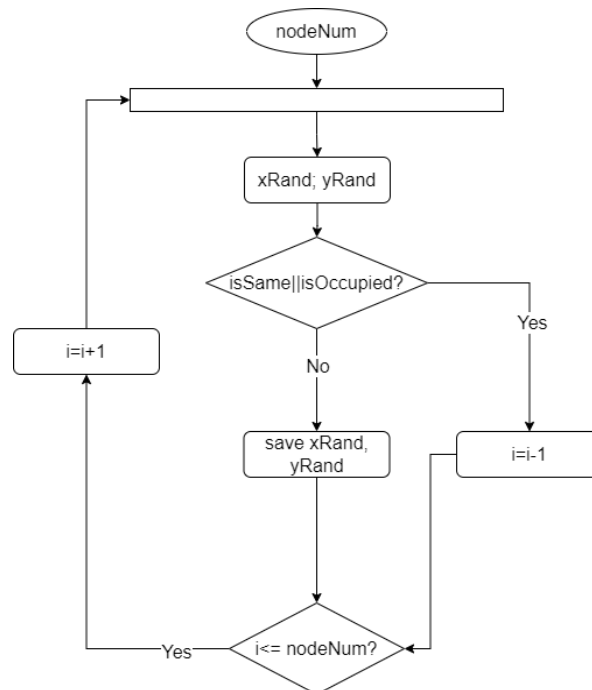 nodeNum
xRand; yRand
isSame||isOccupied?
Yes
i=i+1
No
save xRand,
yRand
i=i-1
Yes
i<= nodeNum?